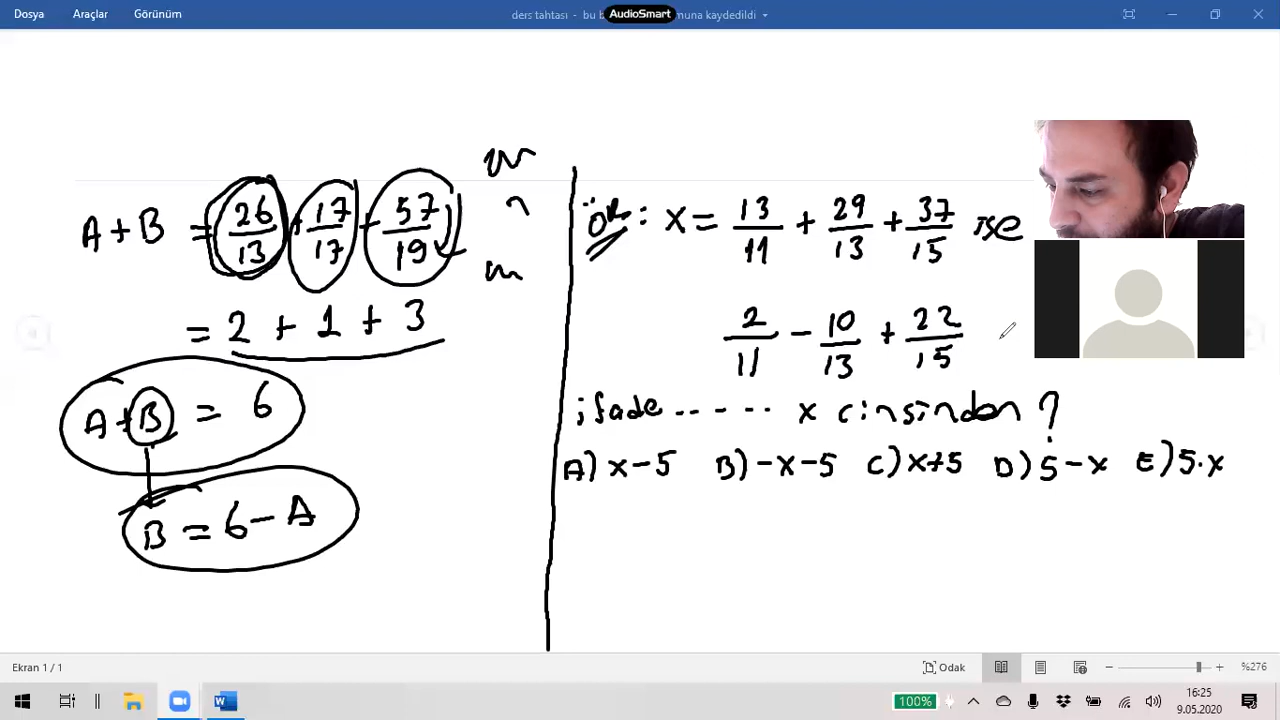 Dosya Araçlar Görünüm
ders tahtası - bu b
AudioSmart
muna kaydedildi
A+B = 26/13 + 17/17 + 57/19
= 2 + 1 + 3
A+B = 6
B = 6 - A
Ör: x = 13/11 + 29/13 + 37/15 ise
2/11 - 10/13 + 22/15
ifade ...... x cinsinden ?
A) x-5 B) -x-5 C) x+5 D) 5-x E) 5.x
Ekran 1 / 1
Odak
%276
100%
16:25
9.05.2020